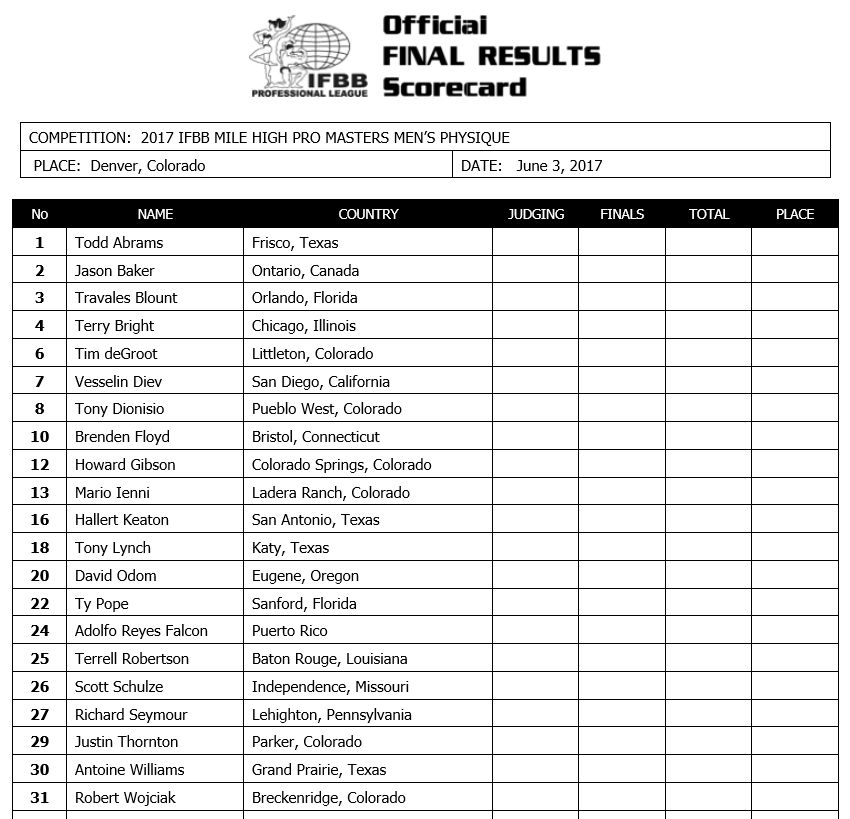 Official
FINAL RESULTS
Scorecard
IFBB
PROFESSIONAL LEAGUE
COMPETITION: 2017 IFBB MILE HIGH PRO MASTERS MEN'S PHYSIQUE
PLACE: Denver, Colorado DATE: June 3, 2017
No NAME COUNTRY JUDGING FINALS TOTAL PLACE
1 Todd Abrams Frisco, Texas
2 Jason Baker Ontario, Canada
3 Travales Blount Orlando, Florida
4 Terry Bright Chicago, Illinois
6 Tim deGroot Littleton, Colorado
7 Vesselin Diev San Diego, California
8 Tony Dionisio Pueblo West, Colorado
10 Brenden Floyd Bristol, Connecticut
12 Howard Gibson Colorado Springs, Colorado
13 Mario Ienni Ladera Ranch, Colorado
16 Hallert Keaton San Antonio, Texas
18 Tony Lynch Katy, Texas
20 David Odom Eugene, Oregon
22 Ty Pope Sanford, Florida
24 Adolfo Reyes Falcon Puerto Rico
25 Terrell Robertson Baton Rouge, Louisiana
26 Scott Schulze Independence, Missouri
27 Richard Seymour Lehighton, Pennsylvania
29 Justin Thornton Parker, Colorado
30 Antoine Williams Grand Prairie, Texas
31 Robert Wojciak Breckenridge, Colorado